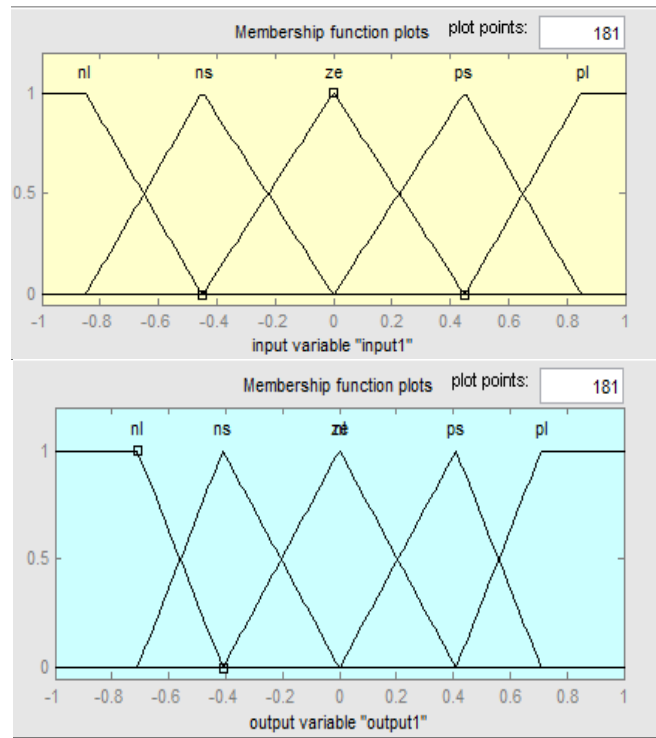 Membership function plots plot points: 181
nl ns ze ps pl
1
0.5
0
-1 -0.8 -0.6 -0.4 -0.2 0 0.2 0.4 0.6 0.8 1
input variable "input1"
Membership function plots plot points: 181
nl ns ps pl
1
0.5
0
-1 -0.8 -0.6 -0.4 -0.2 0 0.2 0.4 0.6 0.8 1
output variable "output1"